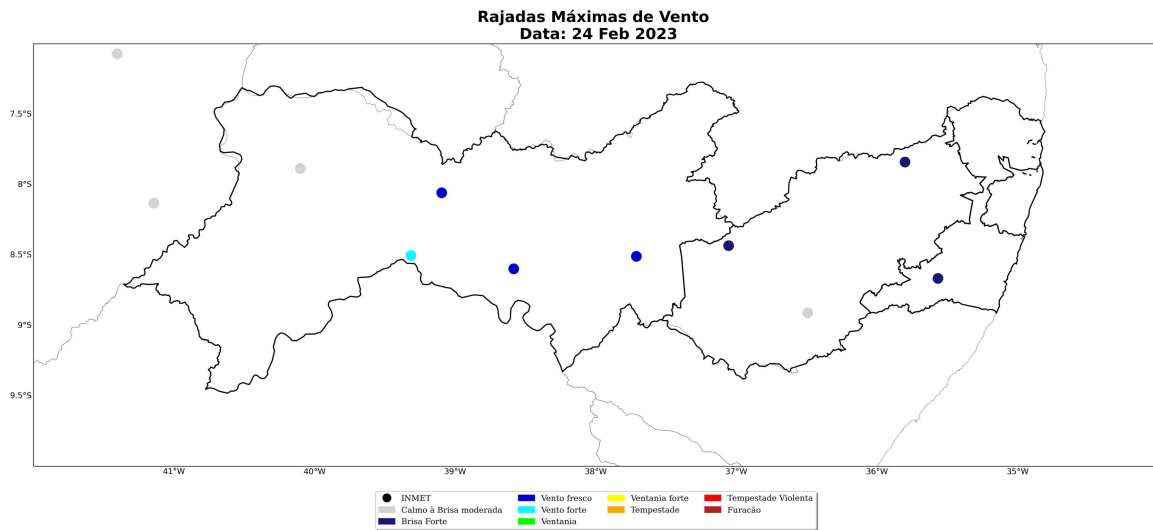 Rajadas Máximas de Vento
Data: 24 Feb 2023
7.5°S
8°S
8.5°S
9°S
9.5°S
41°W 40°W 39°W 38°W 37°W 36°W 35°W
INMET
Calmo à Brisa moderada
Brisa Forte
Vento fresco
Vento forte
Ventania
Ventania forte
Tempestade
Tempestade Violenta
Furacão